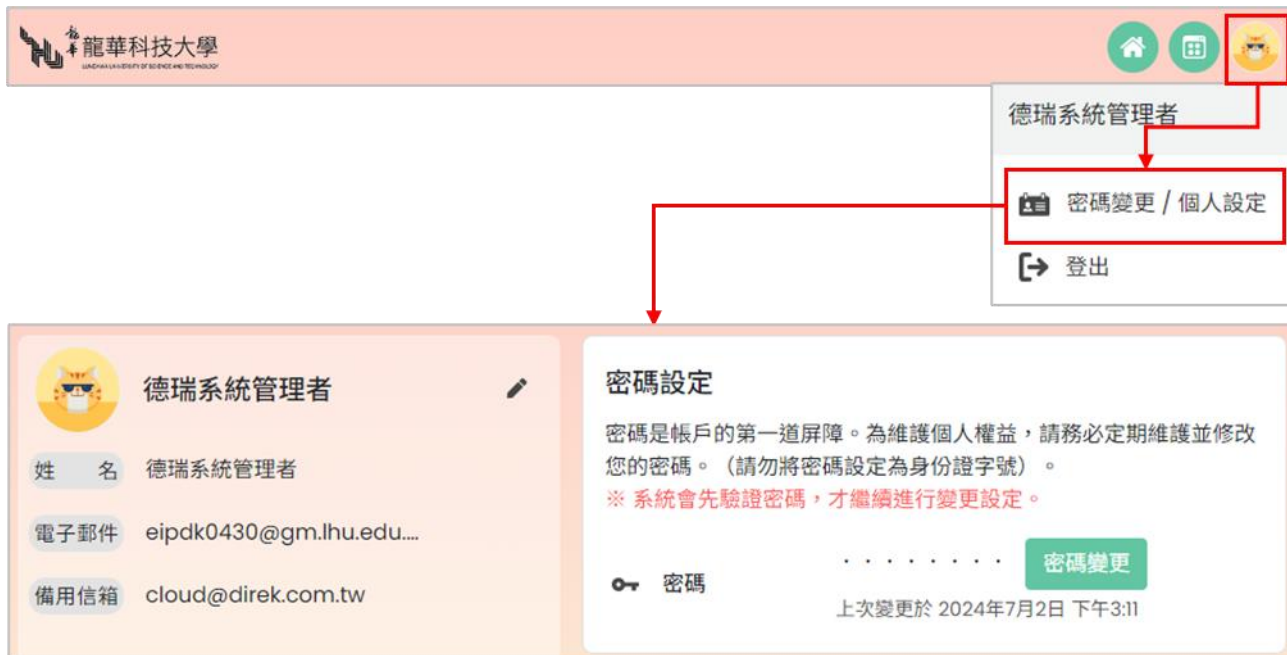 龍華科技大學
LUNGHWA UNIVERSITY OF SCIENCE AND TECHNOLOGY
德瑞系統管理者
密碼變更 / 個人設定
登出
德瑞系統管理者
姓 名 德瑞系統管理者
電子郵件 eipdk0430@gm.lhu.edu....
備用信箱 cloud@direk.com.tw
密碼設定
密碼是帳戶的第一道屏障。為維護個人權益，請務必定期維護並修改
您的密碼。（請勿將密碼設定為身份證字號）。
※ 系統會先驗證密碼，才繼續進行變更設定。
密碼 · · · · · · · · 密碼變更
上次變更於 2024年7月2日 下午3:11